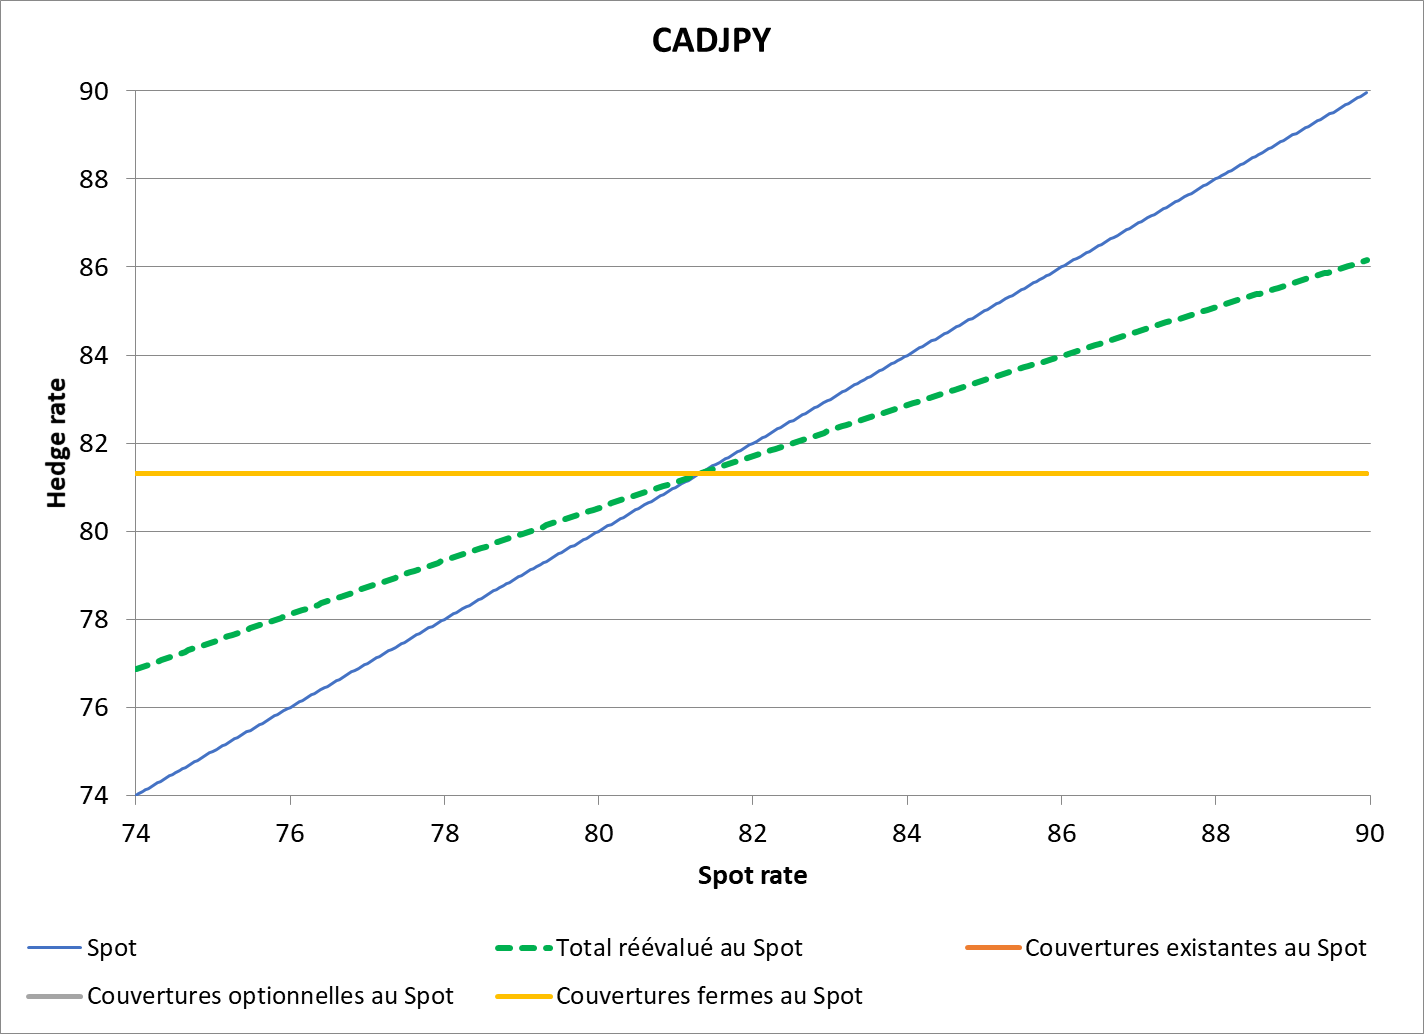 CADJPY
90
88
86
84
82
80
78
76
74
Hedge rate
74 76 78 80 82 84 86 88 90
Spot rate
Spot Total réévalué au Spot Couvertures existantes au Spot
Couvertures optionnelles au Spot Couvertures fermes au Spot